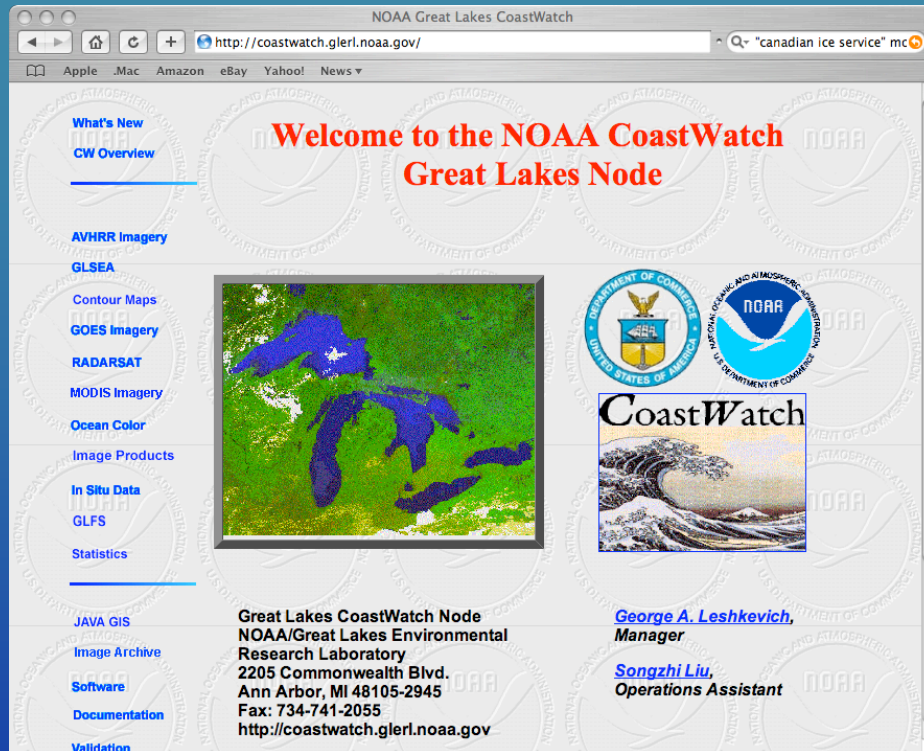 NOAA Great Lakes CoastWatch
http://coastwatch.glerl.noaa.gov/
"canadian ice service" mc
Apple .Mac Amazon eBay Yahoo! News ▾
What's New
CW Overview
AVHRR Imagery
GLSEA
Contour Maps
GOES Imagery
RADARSAT
MODIS Imagery
Ocean Color
Image Products
In Situ Data
GLFS
Statistics
JAVA GIS
Image Archive
Software
Documentation
Validation
Welcome to the NOAA CoastWatch
Great Lakes Node
DEPARTMENT OF COMMERCE
UNITED STATES OF AMERICA
NATIONAL OCEANIC AND ATMOSPHERIC ADMINISTRATION
NOAA
U.S. DEPARTMENT OF COMMERCE
CoastWatch
Great Lakes CoastWatch Node
NOAA/Great Lakes Environmental
Research Laboratory
2205 Commonwealth Blvd.
Ann Arbor, MI 48105-2945
Fax: 734-741-2055
http://coastwatch.glerl.noaa.gov
George A. Leshkevich,
Manager
Songzhi Liu,
Operations Assistant